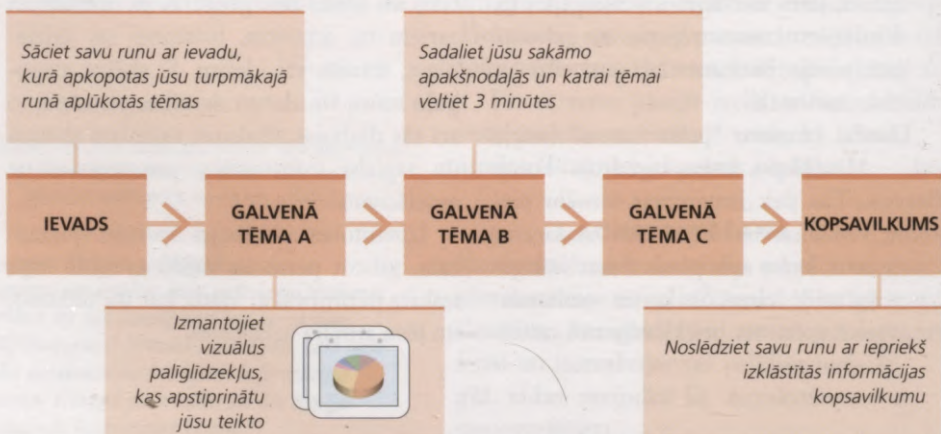 Sāciet savu runu ar ievadu,
kurā apkopotas jūsu turpmākajā
runā aplūkotās tēmas
Sadaliet jūsu sakāmo
apakšnodaļās un katrai tēmai
veltiet 3 minūtes
IEVADS
GALVENĀ
TĒMA A
GALVENĀ
TĒMA B
GALVENĀ
TĒMA C
KOPSAVILKUMS
Izmantojiet
vizuālus
palīglīdzekļus,
kas apstiprinātu
jūsu teikto
Noslēdziet savu runu ar iepriekš
izklāstītās informācijas
kopsavilkumu